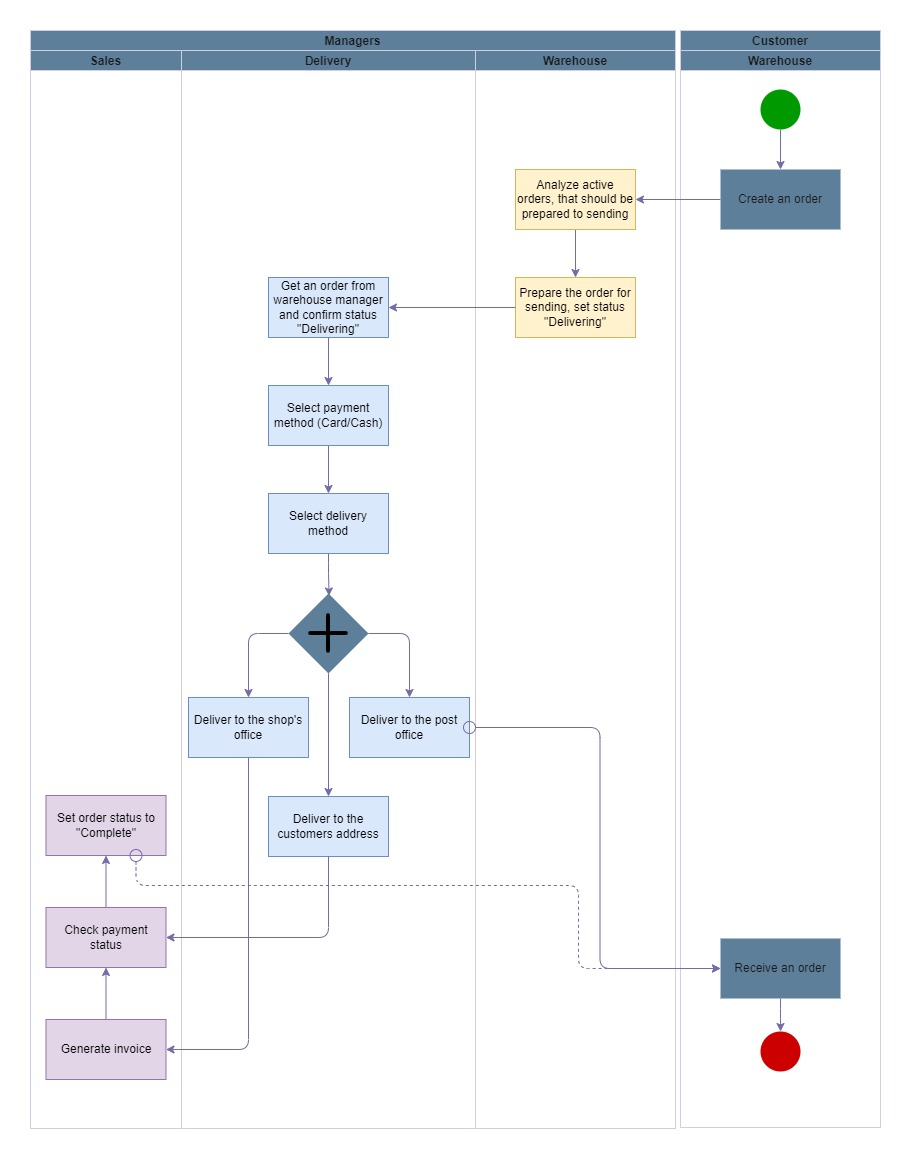 Managers
Customer
Sales
Delivery
Warehouse
Warehouse
Analyze active
orders, that should be
prepared to sending
Create an order
Get an order from
warehouse manager
and confirm status
"Delivering"
Prepare the order for
sending, set status
"Delivering"
Select payment
method (Card/Cash)
Select delivery
method
Deliver to the shop's
office
Deliver to the post
office
Set order status to
"Complete"
Deliver to the
customers address
Check payment
status
Receive an order
Generate invoice